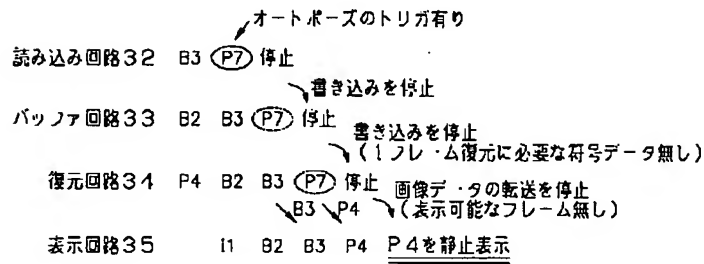 オートポーズのトリガ有り
読み込み回路32 B3 P7 停止
書き込みを停止
バッファ回路33 B2 B3 P7 停止
書き込みを停止
(1フレーム復元に必要な符号データ無し)
復元回路34 P4 B2 B3 P7 停止
画像データの転送を停止
B3 P4 (表示可能なフレーム無し)
表示回路35 I1 B2 B3 P4 P4を静止表示